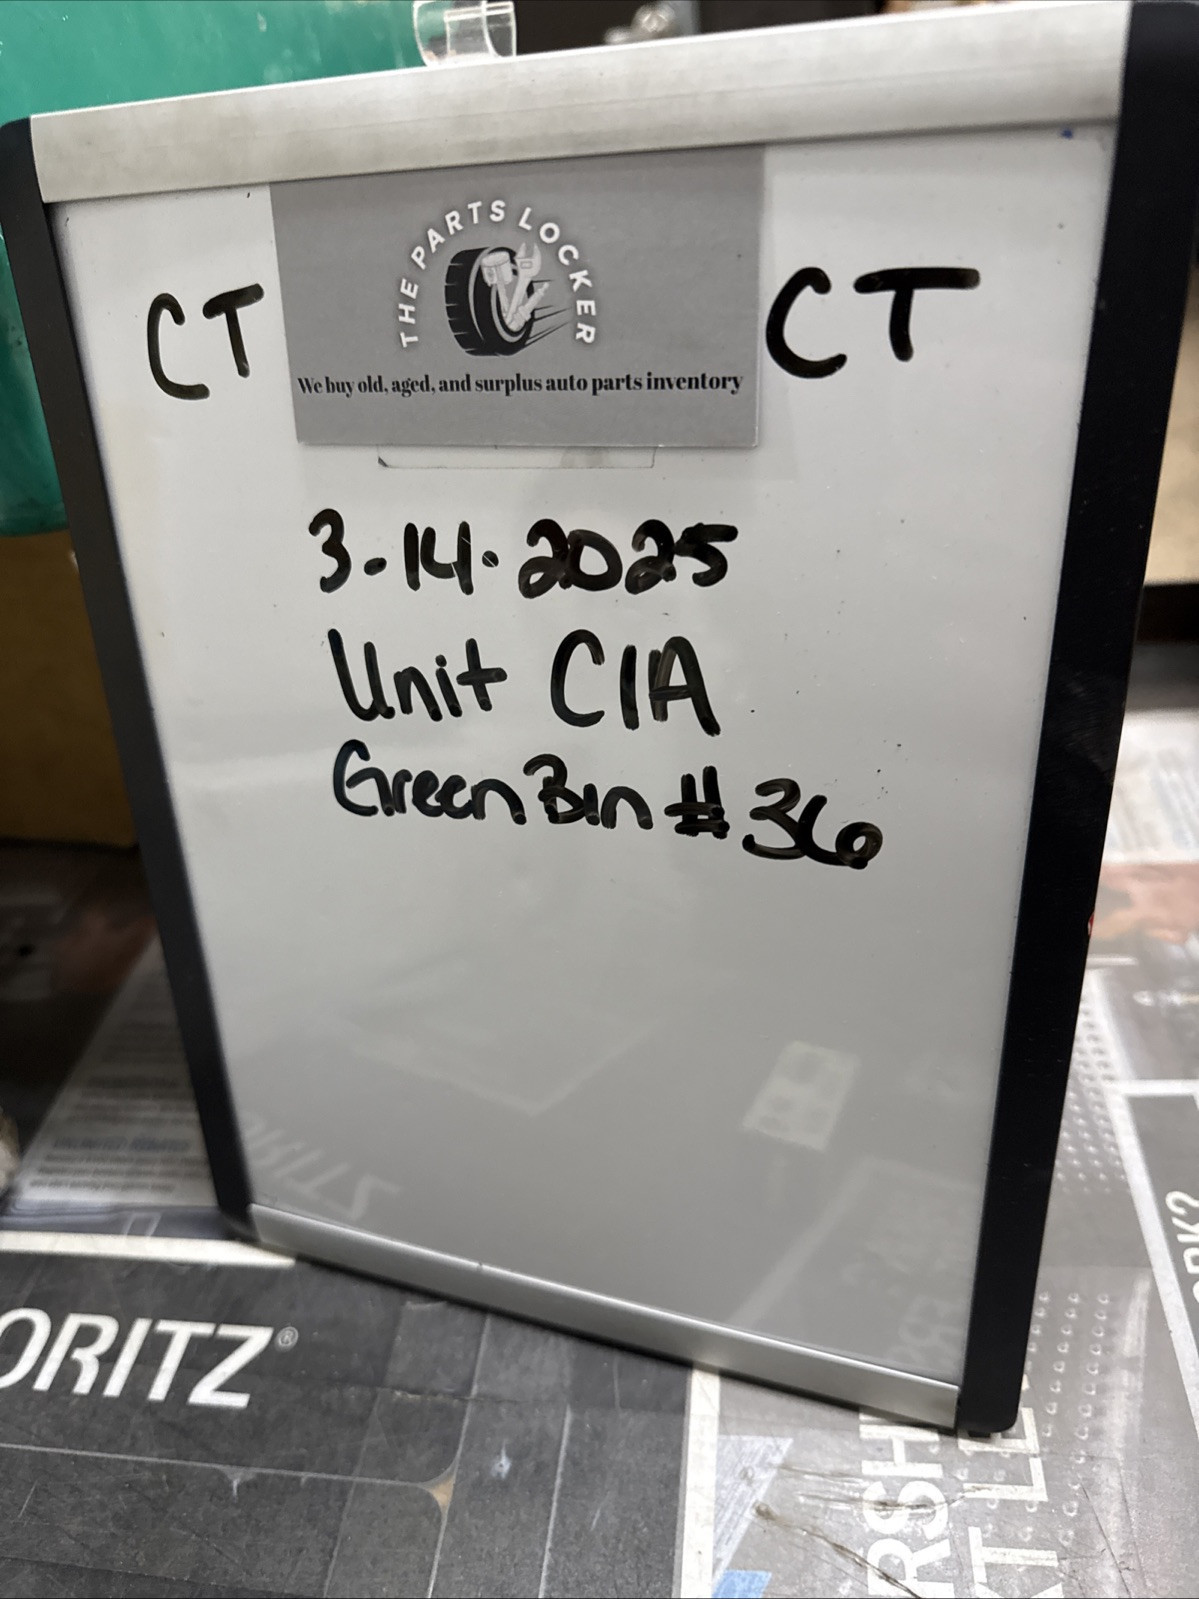 CT
THE PARTS LOCKER
We buy old, aged, and surplus auto parts inventory
CT
3-14-2025
Unit C1A
Green Bin # 36
ORITZ®